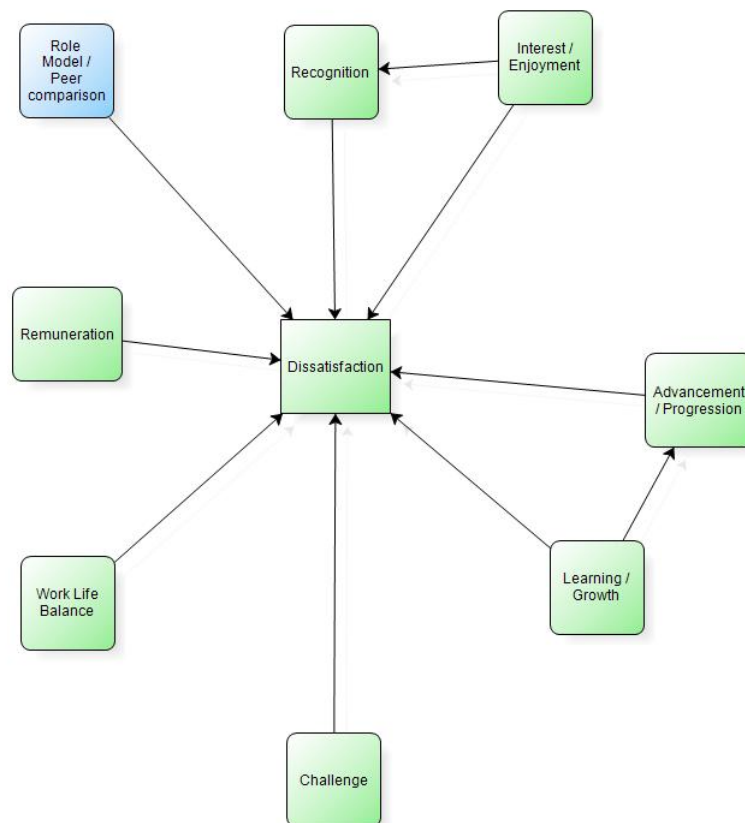 Role
Model /
Peer
comparison
Recognition
Interest /
Enjoyment
Remuneration
Dissatisfaction
Advancement
/ Progression
Work Life
Balance
Learning /
Growth
Challenge